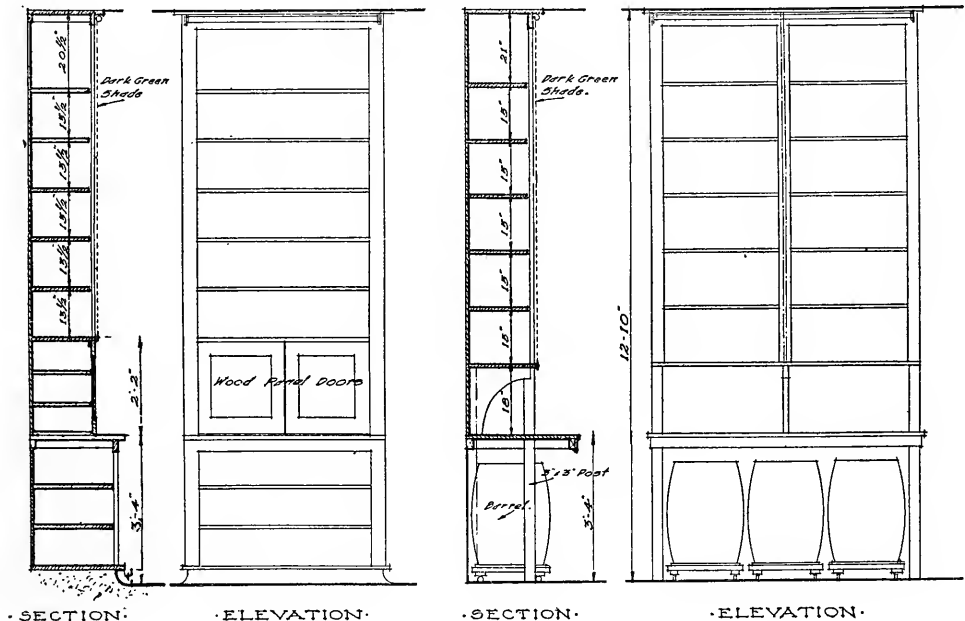 20½"
13½"
13½"
13½"
13½"
13½"
Dark Green
Shade
2'-2"
3'-4"
Wood Panel Doors
21"
15"
15"
15"
15"
15"
18"
Dark Green
Shade.
3"x3" Post
Barrel.
3'-4"
12'-10"
·SECTION·
·ELEVATION·
·SECTION·
·ELEVATION·